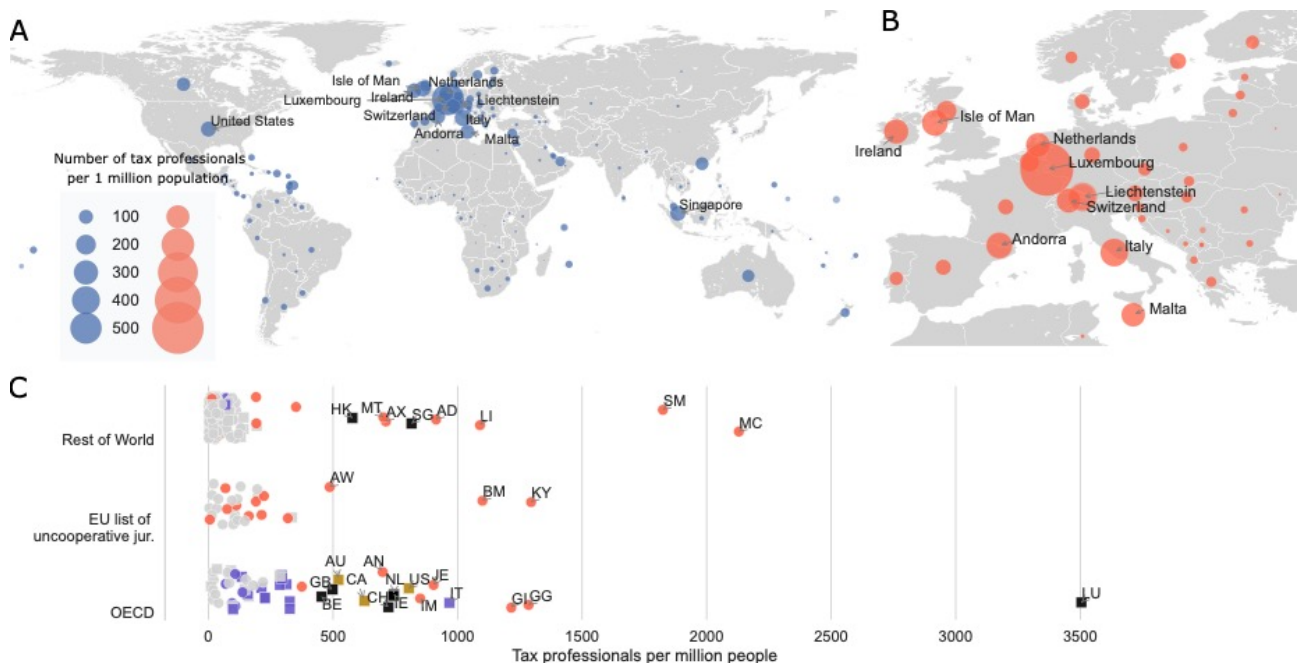 A
Isle of Man
Netherlands
Luxembourg
Ireland
Liechtenstein
United States
Switzerland
Italy
Andorra
Malta
Singapore
Number of tax professionals
per 1 million population
100
200
300
400
500
B
Isle of Man
Ireland
Netherlands
Luxembourg
Liechtenstein
Switzerland
Andorra
Italy
Malta
C
Rest of World
HK MT AX SG AD LI SM MC
EU list of
uncooperative jur.
AW BM KY
OECD
AU AN
GB CA NL US JE
BE CH IE IM IT GI GG LU
0 500 1000 1500 2000 2500 3000 3500
Tax professionals per million people